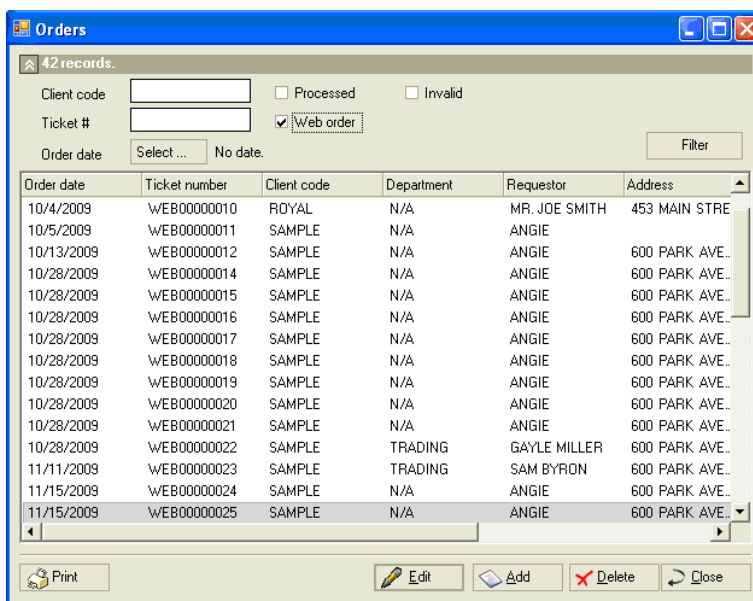 Orders
42 records.
Client code Processed Invalid
Ticket # Web order
Order date Select ... No date. Filter
Order date Ticket number Client code Department Requestor Address
10/4/2009 WEB00000010 ROYAL N/A MR. JOE SMITH 453 MAIN STRE
10/5/2009 WEB00000011 SAMPLE N/A ANGIE
10/13/2009 WEB00000012 SAMPLE N/A ANGIE 600 PARK AVE..
10/28/2009 WEB00000014 SAMPLE N/A ANGIE 600 PARK AVE..
10/28/2009 WEB00000015 SAMPLE N/A ANGIE 600 PARK AVE..
10/28/2009 WEB00000016 SAMPLE N/A ANGIE 600 PARK AVE..
10/28/2009 WEB00000017 SAMPLE N/A ANGIE 600 PARK AVE..
10/28/2009 WEB00000018 SAMPLE N/A ANGIE 600 PARK AVE..
10/28/2009 WEB00000019 SAMPLE N/A ANGIE 600 PARK AVE..
10/28/2009 WEB00000020 SAMPLE N/A ANGIE 600 PARK AVE..
10/28/2009 WEB00000021 SAMPLE N/A ANGIE 600 PARK AVE..
10/28/2009 WEB00000022 SAMPLE TRADING GAYLE MILLER 600 PARK AVE..
11/11/2009 WEB00000023 SAMPLE TRADING SAM BYRON 600 PARK AVE..
11/15/2009 WEB00000024 SAMPLE N/A ANGIE 600 PARK AVE..
11/15/2009 WEB00000025 SAMPLE N/A ANGIE 600 PARK AVE..
Print Edit Add Delete Close